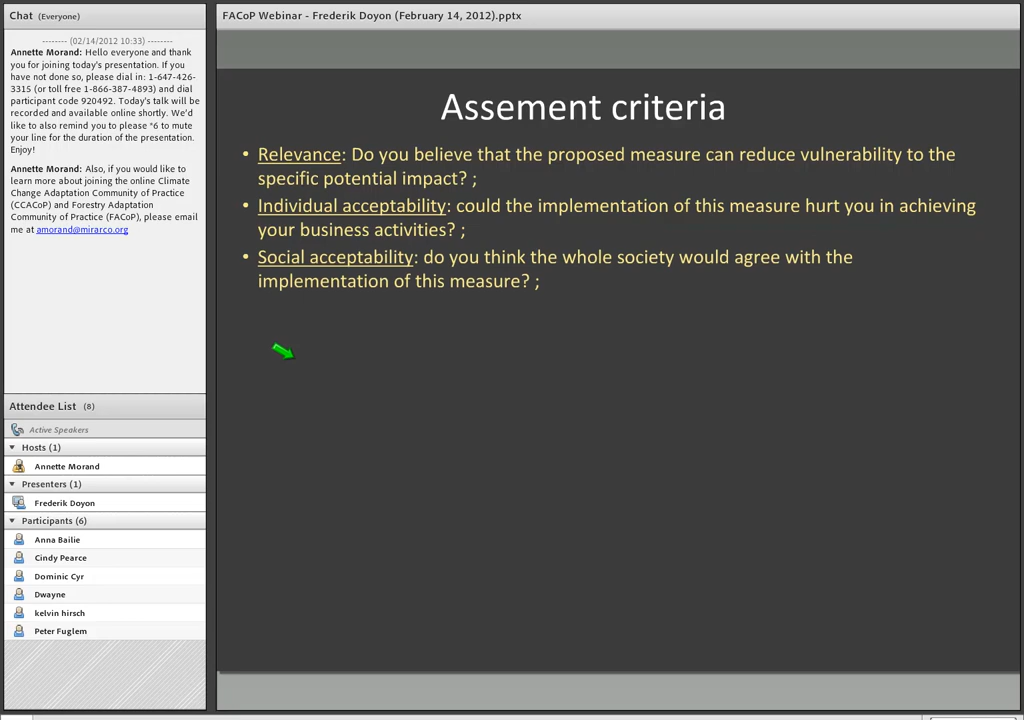 Chat (Everyone)
-------- (02/14/2012 10:33) --------
Annette Morand: Hello everyone and thank
you for joining today's presentation. If you
have not done so, please dial in: 1-647-426-
3315 (or toll free 1-866-387-4893) and dial
participant code 920492. Today's talk will be
recorded and available online shortly. We'd
like to also remind you to please *6 to mute
your line for the duration of the presentation.
Enjoy!
Annette Morand: Also, if you would like to
learn more about joining the online Climate
Change Adaptation Community of Practice
(CCACoP) and Forestry Adaptation
Community of Practice (FACoP), please email
me at amorand@mirarco.org
Attendee List (8)
Active Speakers
Hosts (1)
Annette Morand
Presenters (1)
Frederik Doyon
Participants (6)
Anna Bailie
Cindy Pearce
Dominic Cyr
Dwayne
kelvin hirsch
Peter Fuglem
FACoP Webinar - Frederik Doyon (February 14, 2012).pptx
Assement criteria
• Relevance: Do you believe that the proposed measure can reduce vulnerability to the
specific potential impact? ;
• Individual acceptability: could the implementation of this measure hurt you in achieving
your business activities? ;
• Social acceptability: do you think the whole society would agree with the
implementation of this measure? ;